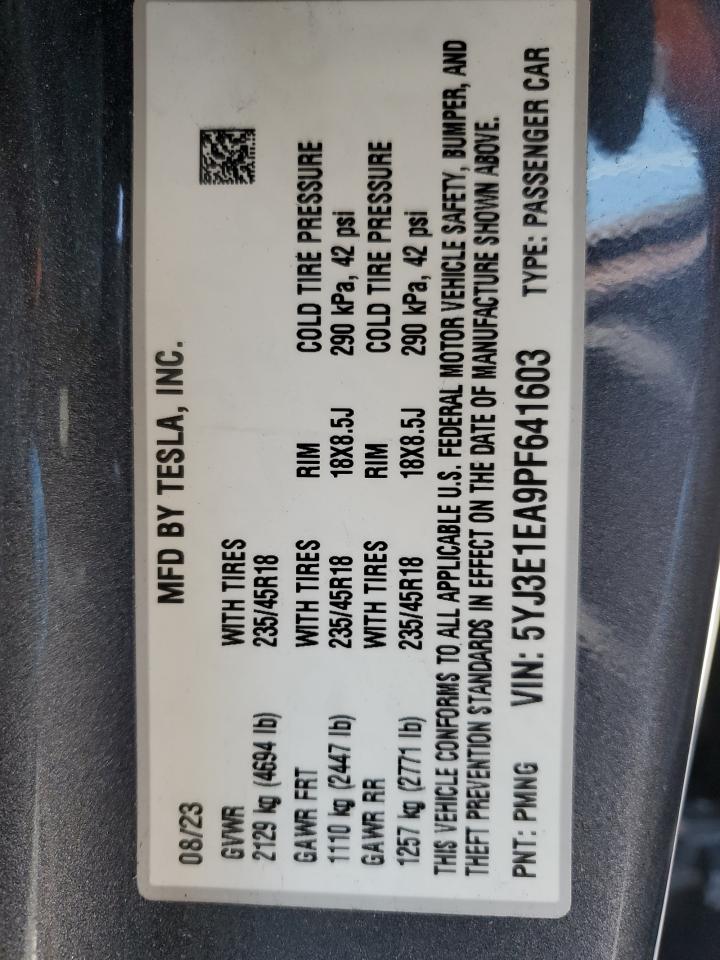 MFD BY TESLA, INC.
08/23
GVWR WITH TIRES
2129 kg (4694 lb) 235/45R18
GAWR FRT WITH TIRES RIM COLD TIRE PRESSURE
1110 kg (2447 lb) 235/45R18 18X8.5J 290 kPa, 42 psi
GAWR RR WITH TIRES RIM COLD TIRE PRESSURE
1257 kg (2771 lb) 235/45R18 18X8.5J 290 kPa, 42 psi
THIS VEHICLE CONFORMS TO ALL APPLICABLE U.S. FEDERAL MOTOR VEHICLE SAFETY, BUMPER, AND
THEFT PREVENTION STANDARDS IN EFFECT ON THE DATE OF MANUFACTURE SHOWN ABOVE.
PNT: PMNG VIN: 5YJ3E1EA9PF641603 TYPE: PASSENGER CAR